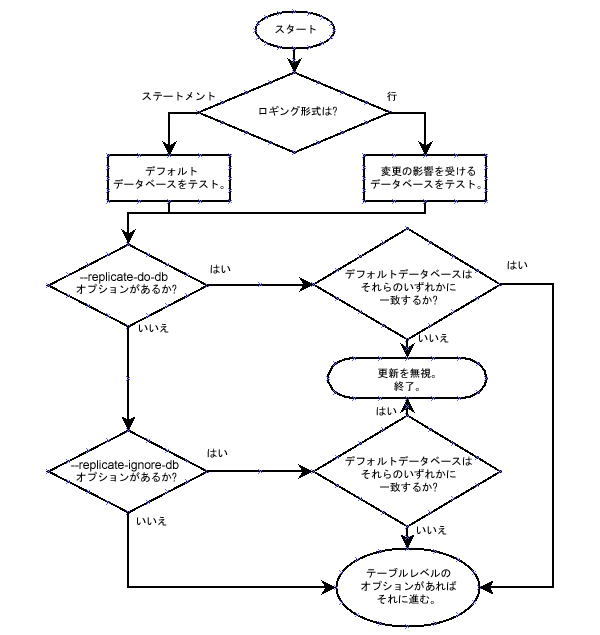 スタート
ステートメント
ロギング形式は?
行
デフォルト
データベースをテスト。
変更の影響を受ける
データベースをテスト。
--replicate-do-db
オプションがあるか?
はい
デフォルトデータベースは
それらのいずれかに
一致するか?
はい
いいえ
いいえ
更新を無視。
終了。
はい
--replicate-ignore-db
オプションがあるか?
はい
デフォルトデータベースは
それらのいずれかに
一致するか?
いいえ
いいえ
テーブルレベルの
オプションがあれば
それに進む。